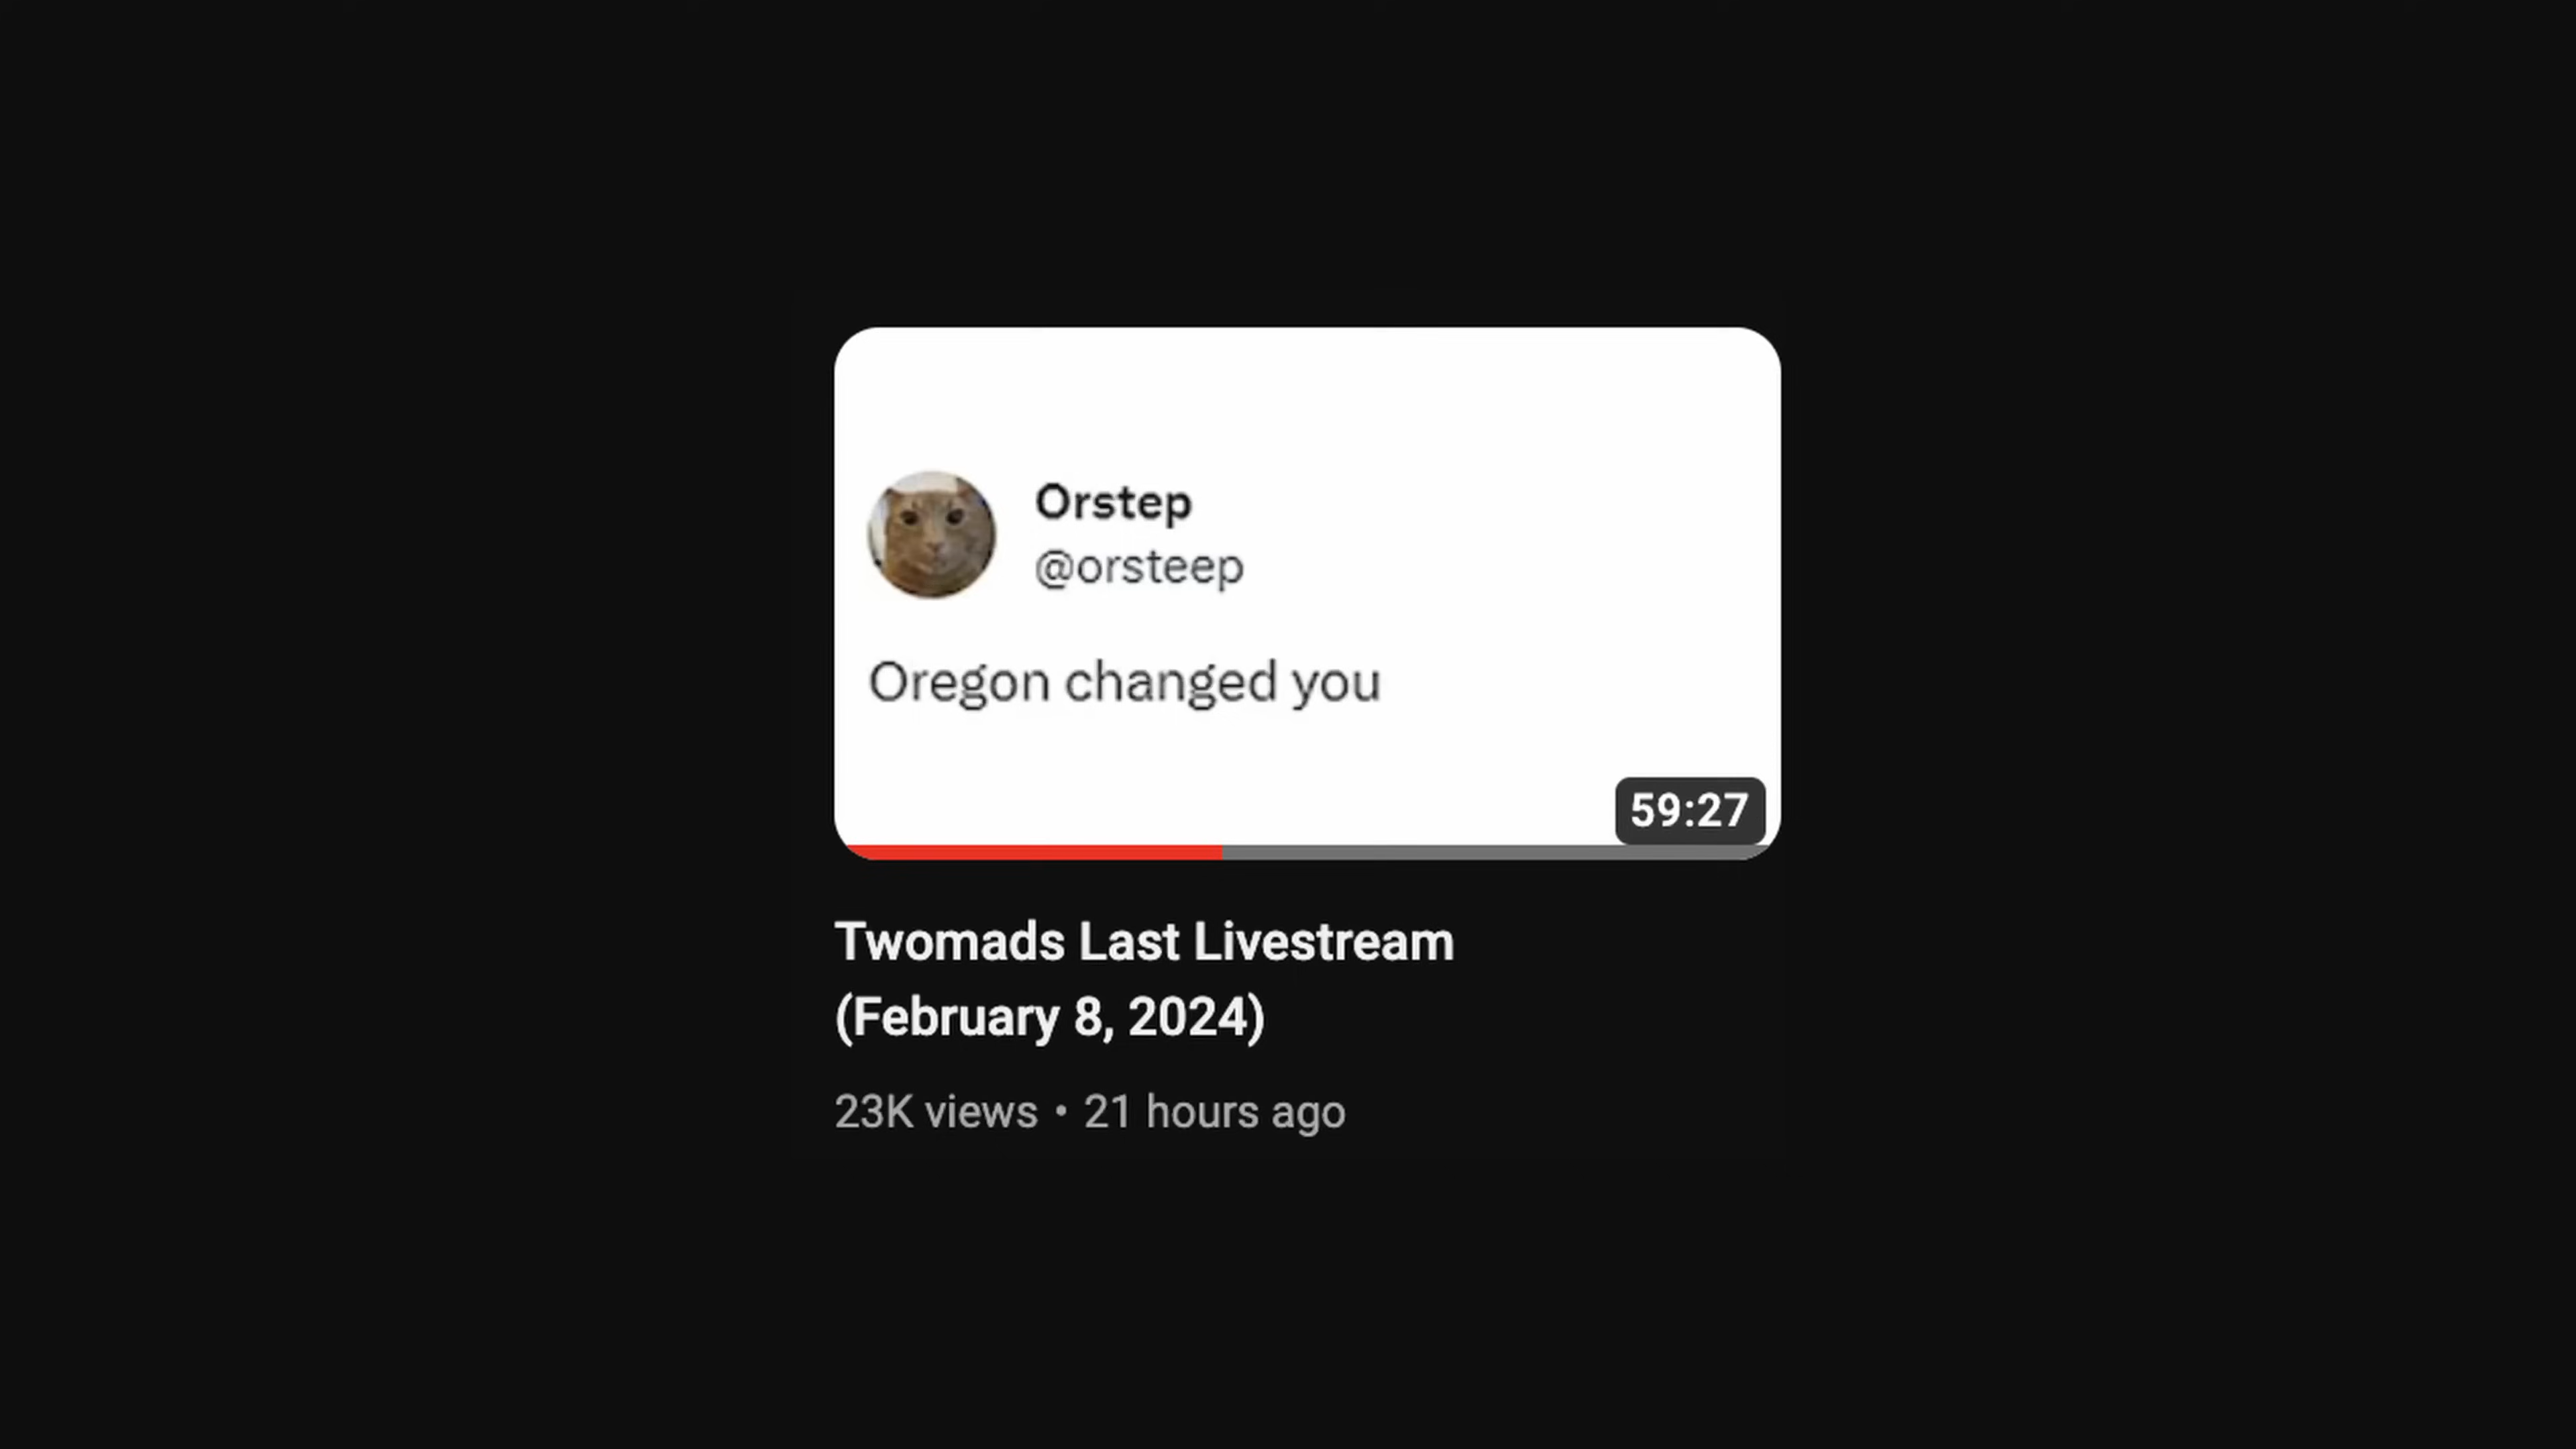 Orstep
@orsteep
Oregon changed you
59:27
Twomads Last Livestream
(February 8, 2024)
23K views • 21 hours ago